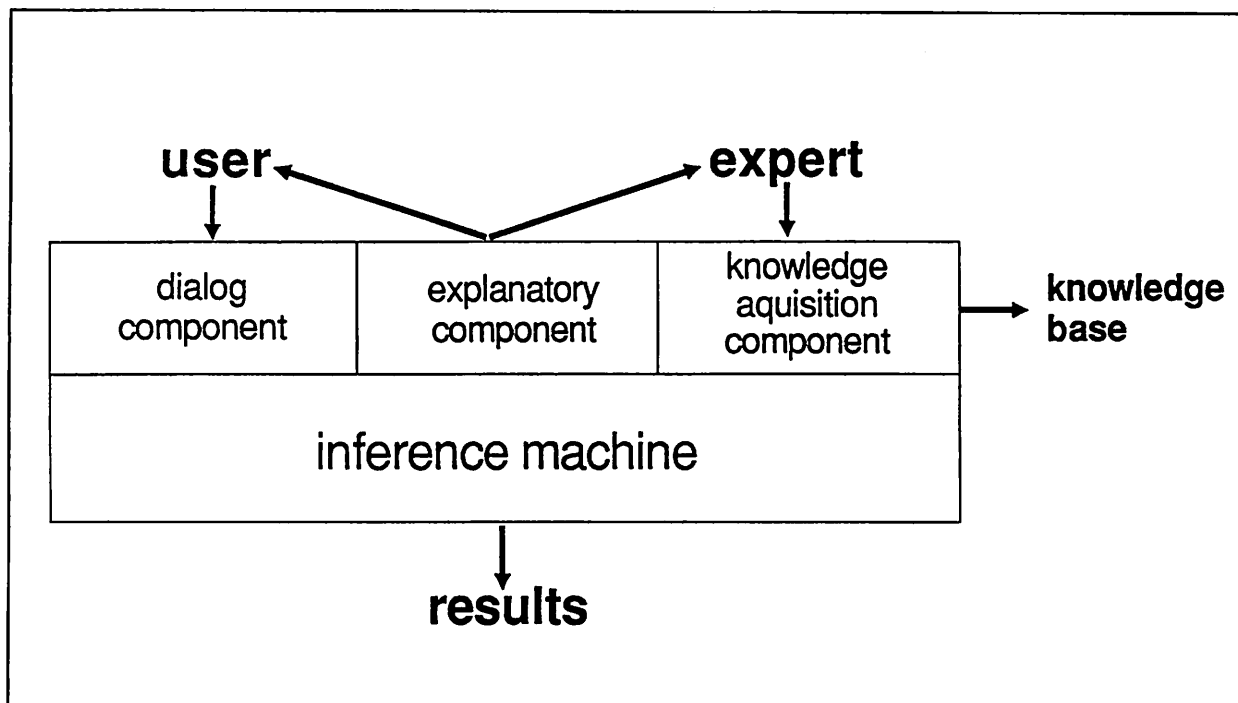 user
expert
dialog
component
explanatory
component
knowledge
aquisition
component
knowledge
base
inference machine
results